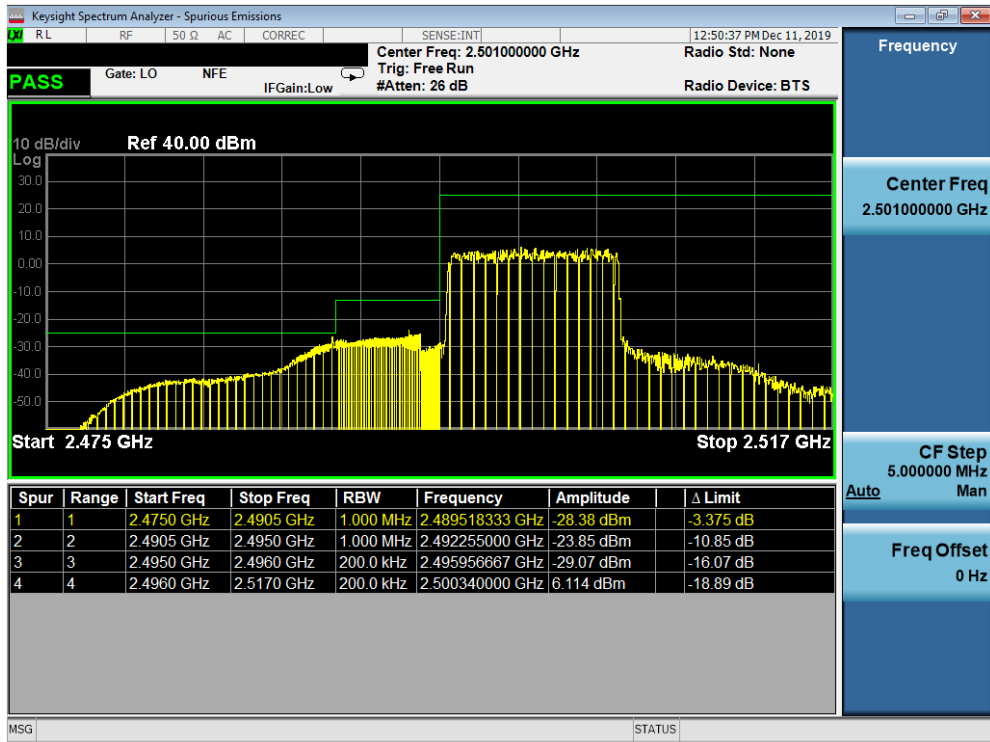 Keysight Spectrum Analyzer - Spurious Emissions
LXI RL RF 50 Ω AC CORREC SENSE:INT 12:50:37 PM Dec 11, 2019
Center Freq: 2.501000000 GHz Radio Std: None
PASS Gate: LO NFE Trig: Free Run
IFGain:Low #Atten: 26 dB Radio Device: BTS
10 dB/div Ref 40.00 dBm
Log
30.0
20.0
10.0
0.00
-10.0
-20.0
-30.0
-40.0
-50.0
Start 2.475 GHz Stop 2.517 GHz
Spur Range Start Freq Stop Freq RBW Frequency Amplitude Δ Limit
1 1 2.4750 GHz 2.4905 GHz 1.000 MHz 2.489518333 GHz -28.38 dBm -3.375 dB
2 2 2.4905 GHz 2.4950 GHz 1.000 MHz 2.492255000 GHz -23.85 dBm -10.85 dB
3 3 2.4950 GHz 2.4960 GHz 200.0 kHz 2.495956667 GHz -29.07 dBm -16.07 dB
4 4 2.4960 GHz 2.5170 GHz 200.0 kHz 2.500340000 GHz 6.114 dBm -18.89 dB
MSG STATUS
Frequency
Center Freq
2.501000000 GHz
CF Step
5.000000 MHz
Auto Man
Freq Offset
0 Hz